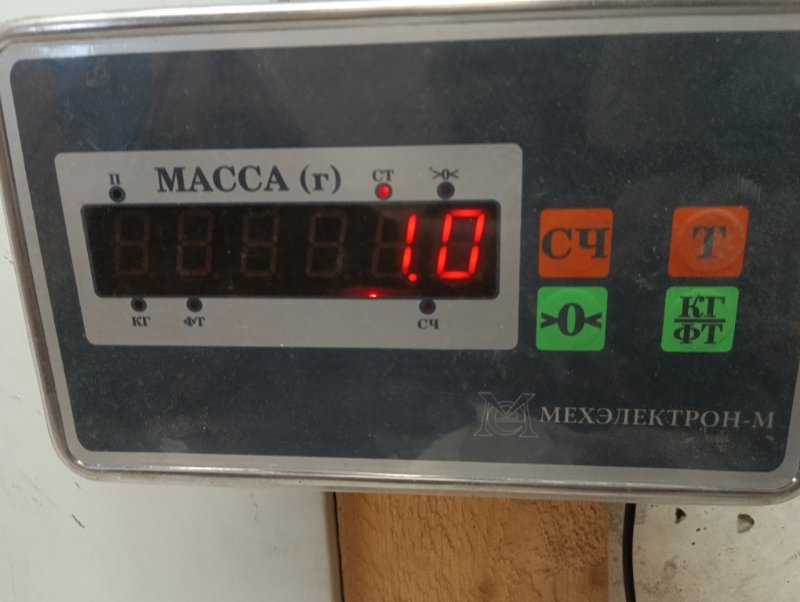 П МАССА (г) СТ >0<
1.0
КГ ФТ СЧ
СЧ Т
>0< КГ
ФТ
МЕХЭЛЕКТРОН-М